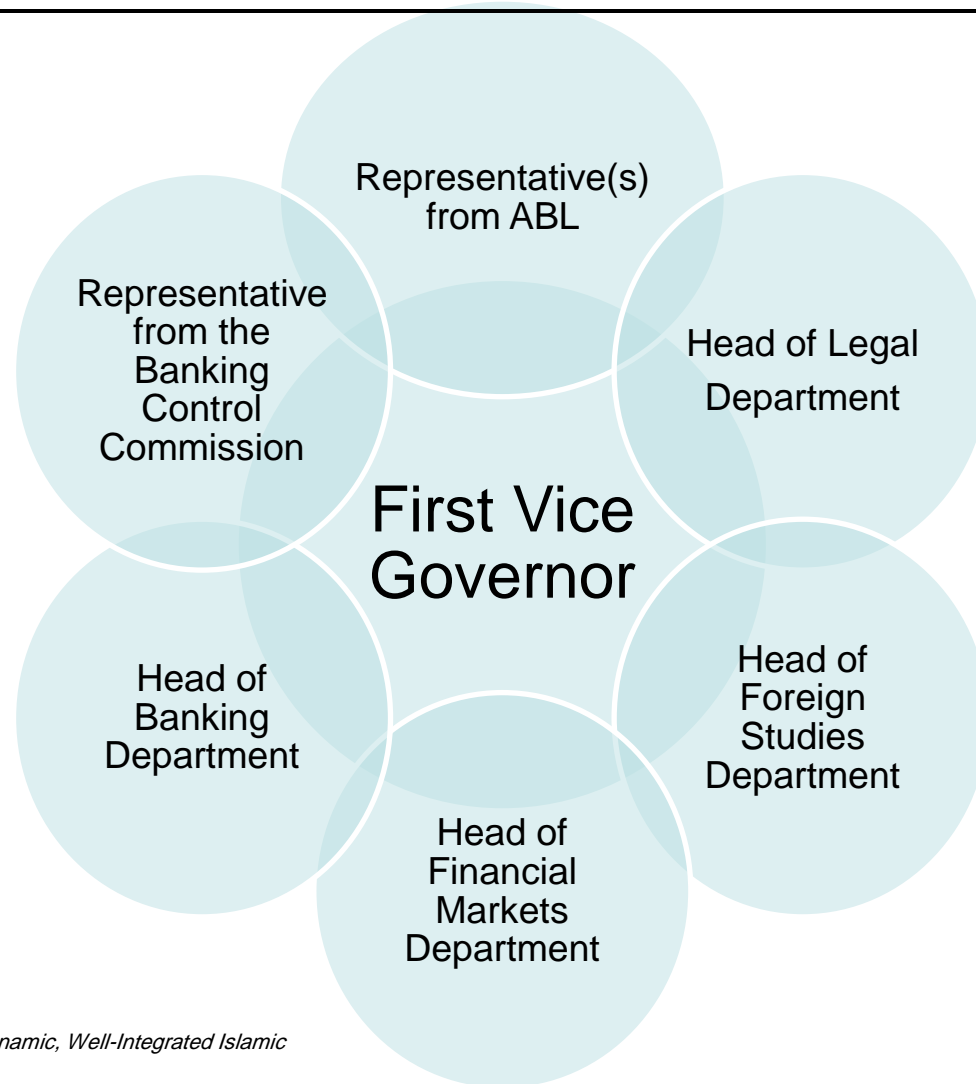 Representative(s)
from ABL
Representative
from the
Banking
Control
Commission
Head of Legal
Department
First Vice
Governor
Head of
Banking
Department
Head of
Foreign
Studies
Department
Head of
Financial
Markets
Department
Well-Integrated Islamic